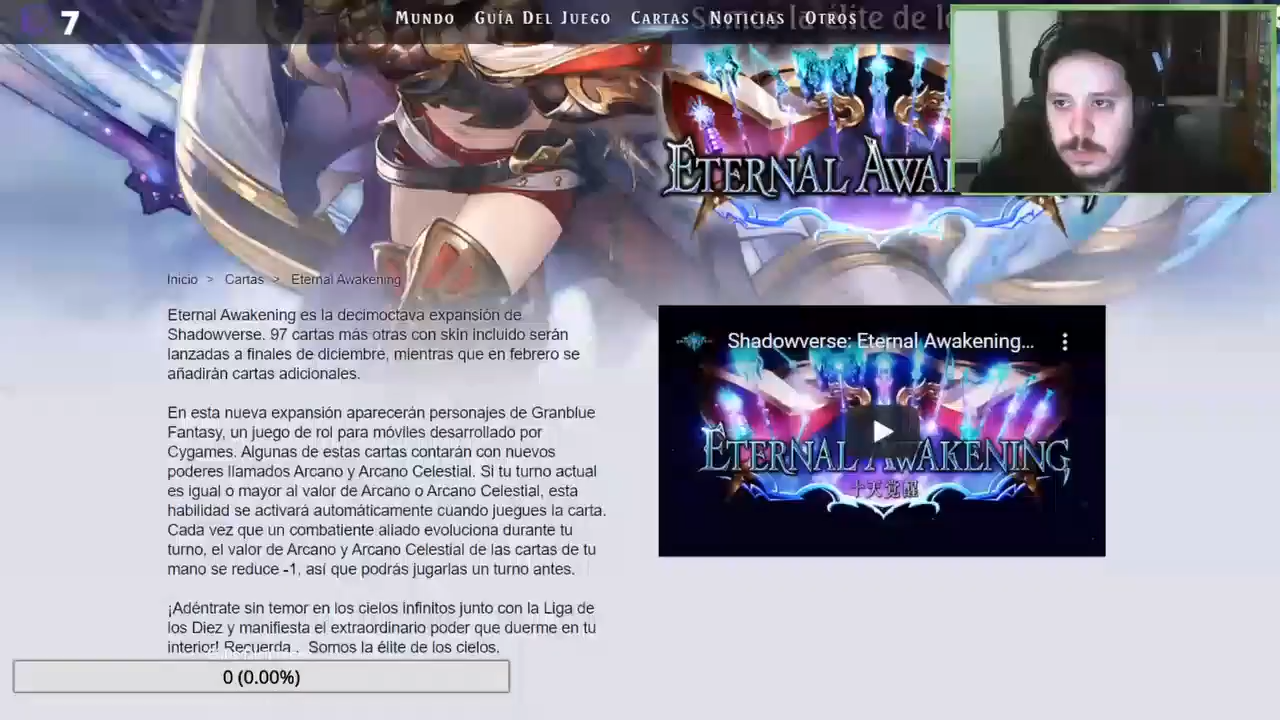 7
Mundo Guía Del Juego Cartas Noticias Otros
Somos la élite de
Eternal Awa
Inicio > Cartas > Eternal Awakening
Eternal Awakening es la decimoctava expansión de
Shadowverse. 97 cartas más otras con skin incluido serán
lanzadas a finales de diciembre, mientras que en febrero se
añadirán cartas adicionales.
En esta nueva expansión aparecerán personajes de Granblue
Fantasy, un juego de rol para móviles desarrollado por
Cygames. Algunas de estas cartas contarán con nuevos
poderes llamados Arcano y Arcano Celestial. Si tu turno actual
es igual o mayor al valor de Arcano o Arcano Celestial, esta
habilidad se activará automáticamente cuando juegues la carta.
Cada vez que un combatiente aliado evoluciona durante tu
turno, el valor de Arcano y Arcano Celestial de las cartas de tu
mano se reduce -1, así que podrás jugarlas un turno antes.
¡Adéntrate sin temor en los cielos infinitos junto con la Liga de
los Diez y manifiesta el extraordinario poder que duerme en tu
interior! Recuerda... Somos la élite de los cielos.
Shadowverse: Eternal Awakening...
Eternal Awakening
十天覚醒
0 (0.00%)